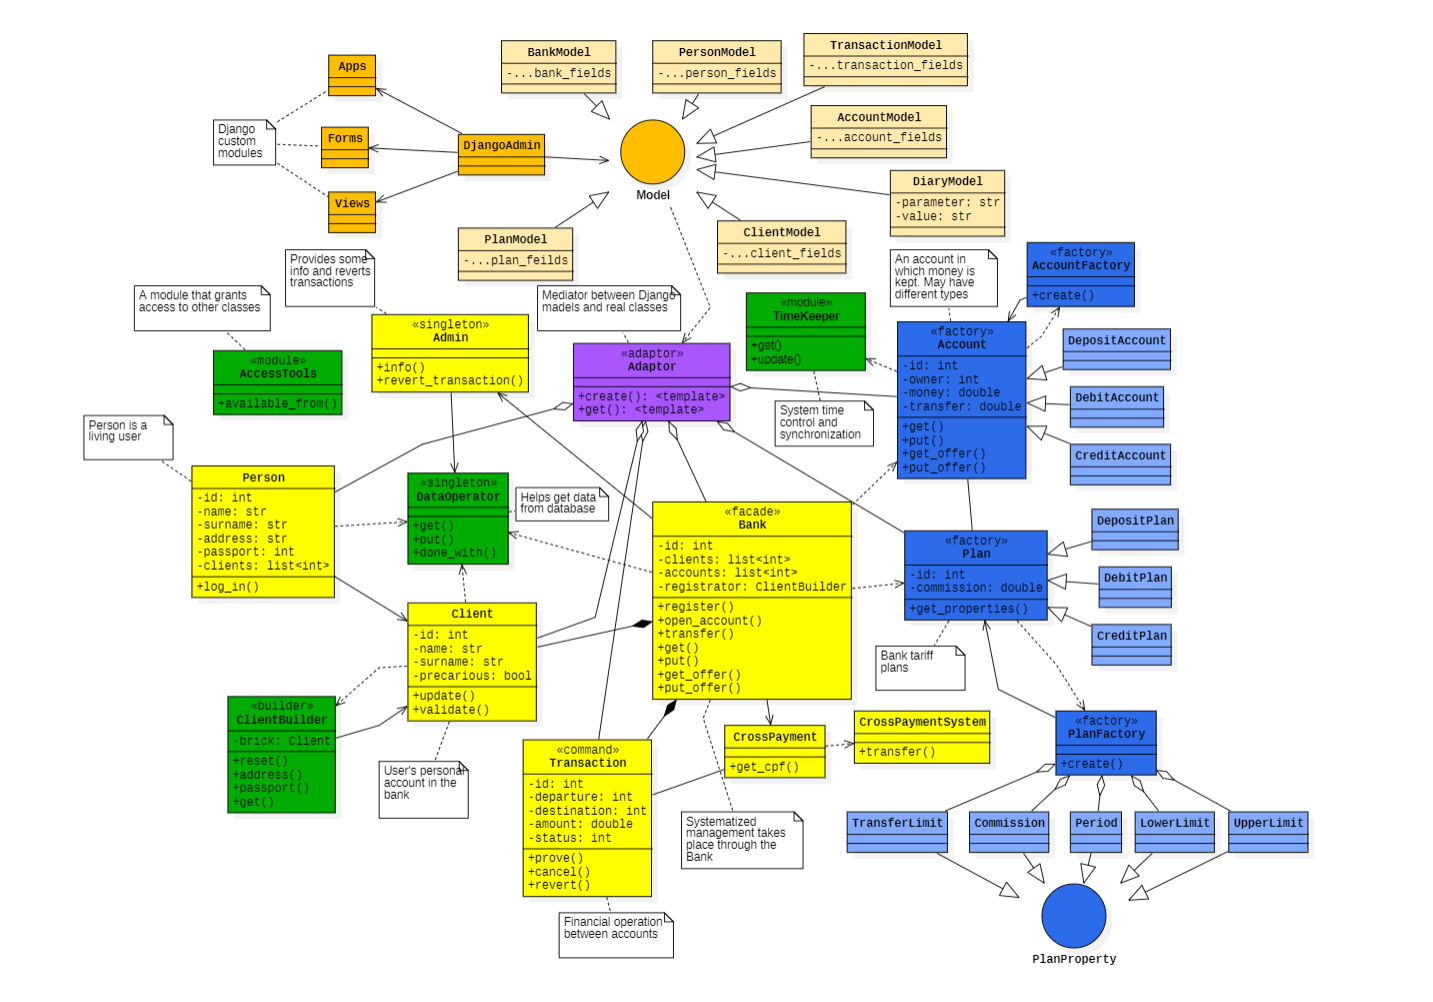 BankModel
-...bank_fields
PersonModel
-...person_fields
TransactionModel
-...transaction_fields
Apps
Forms
Views
Django
custom
modules
DjangoAdmin
Model
AccountModel
-...account_fields
DiaryModel
-parameter: str
-value: str
PlanModel
-...plan_feilds
ClientModel
-...client_fields
Provides some
info and reverts
transactions
A module that grants
access to other classes
«module»
AccessTools
+available_from()
«singleton»
Admin
+info()
+revert_transaction()
Mediator between Django
madels and real classes
«adaptor»
Adaptor
+create(): <template>
+get(): <template>
«module»
TimeKeeper
+get()
+update()
System time
control and
synchronization
An account in
which money is
kept. May have
different types
«factory»
AccountFactory
+create()
«factory»
Account
-id: int
-owner: int
-money: double
-transfer: double
+get()
+put()
+get_offer()
+put_offer()
DepositAccount
DebitAccount
CreditAccount
Person is a
living user
Person
-id: int
-name: str
-surname: str
-address: str
-passport: int
-clients: list<int>
+log_in()
«singleton»
DataOperator
+get()
+put()
+done_with()
Helps get data
from database
«facade»
Bank
-id: int
-clients: list<int>
-accounts: list<int>
-registrator: ClientBuilder
+register()
+open_account()
+transfer()
+get()
+put()
+get_offer()
+put_offer()
«factory»
Plan
-id: int
-commission: double
+get_properties()
DepositPlan
DebitPlan
CreditPlan
Bank tariff
plans
Client
-id: int
-name: str
-surname: str
-precarious: bool
+update()
+validate()
«builder»
ClientBuilder
-brick: Client
+reset()
+address()
+passport()
+get()
User's personal
account in the
bank
«command»
Transaction
-id: int
-departure: int
-destination: int
-amount: double
-status: int
+prove()
+cancel()
+revert()
Financial operation
between accounts
CrossPayment
+get_cpf()
CrossPaymentSystem
+transfer()
Systematized
management takes
place through the
Bank
«factory»
PlanFactory
+create()
TransferLimit
Commission
Period
LowerLimit
UpperLimit
PlanProperty